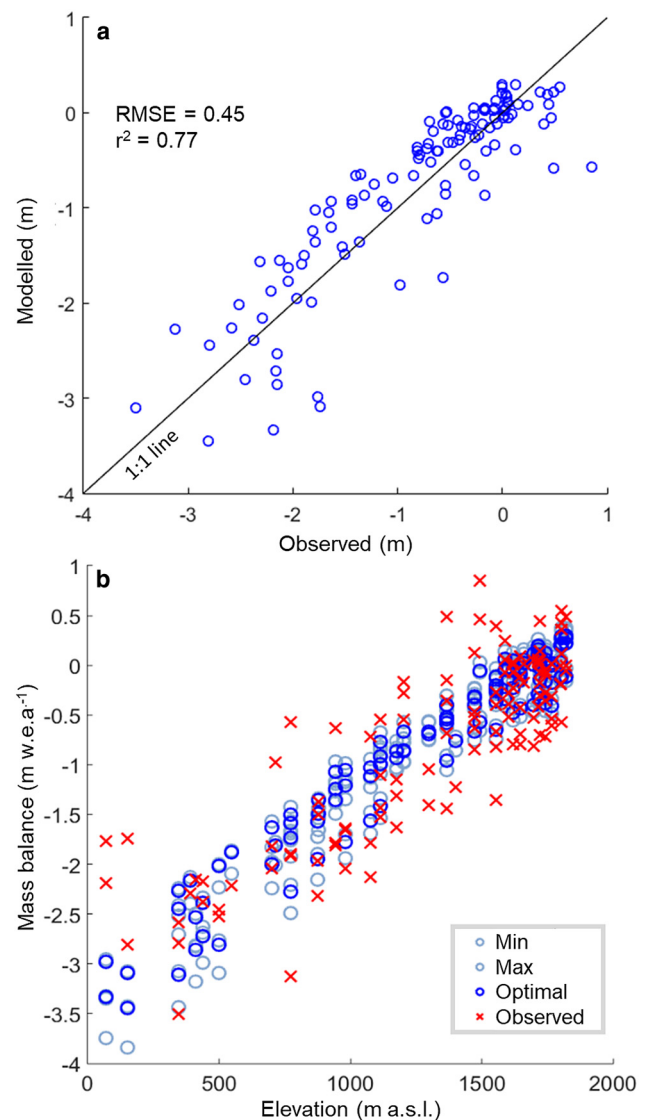 1
a
0
RMSE = 0.45
r² = 0.77
-1
Modelled (m)
-2
-3
1:1 line
-4
-4 -3 -2 -1 0 1
Observed (m)
1
b
0.5
0
-0.5
-1
-1.5
Mass balance (m w.e.a⁻¹)
-2
-2.5
-3
-3.5
-4
Min
Max
Optimal
Observed
0 500 1000 1500 2000
Elevation (m a.s.l.)